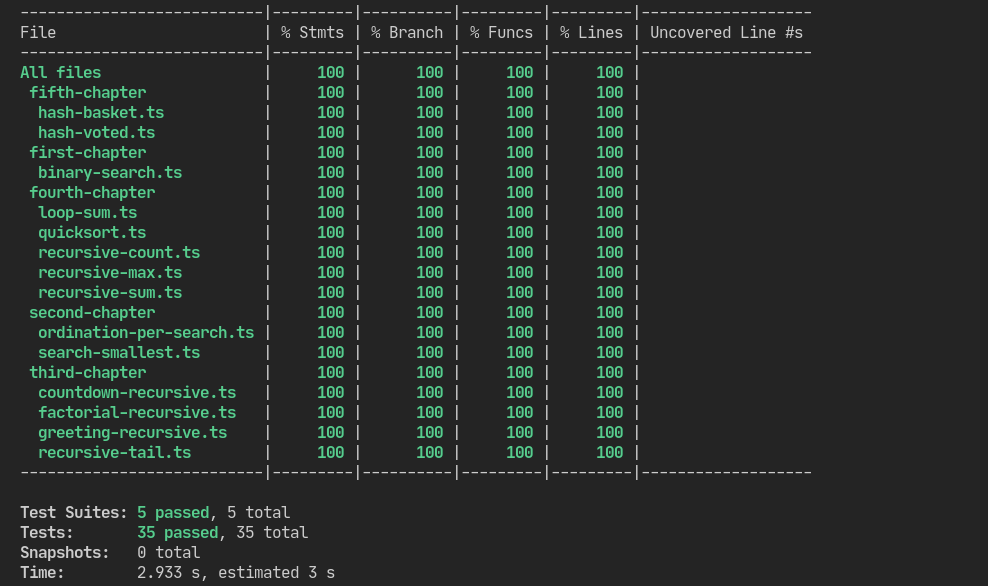 --------------------------|---------|----------|---------|---------|-------------------
File                      | % Stmts | % Branch | % Funcs | % Lines | Uncovered Line #s
--------------------------|---------|----------|---------|---------|-------------------
All files                 |     100 |      100 |     100 |     100 |
 fifth-chapter            |     100 |      100 |     100 |     100 |
  hash-basket.ts          |     100 |      100 |     100 |     100 |
  hash-voted.ts           |     100 |      100 |     100 |     100 |
 first-chapter            |     100 |      100 |     100 |     100 |
  binary-search.ts        |     100 |      100 |     100 |     100 |
 fourth-chapter           |     100 |      100 |     100 |     100 |
  loop-sum.ts             |     100 |      100 |     100 |     100 |
  quicksort.ts            |     100 |      100 |     100 |     100 |
  recursive-count.ts      |     100 |      100 |     100 |     100 |
  recursive-max.ts        |     100 |      100 |     100 |     100 |
  recursive-sum.ts        |     100 |      100 |     100 |     100 |
 second-chapter           |     100 |      100 |     100 |     100 |
  ordination-per-search.ts |     100 |      100 |     100 |     100 |
  search-smallest.ts      |     100 |      100 |     100 |     100 |
 third-chapter            |     100 |      100 |     100 |     100 |
  countdown-recursive.ts  |     100 |      100 |     100 |     100 |
  factorial-recursive.ts  |     100 |      100 |     100 |     100 |
  greeting-recursive.ts   |     100 |      100 |     100 |     100 |
  recursive-tail.ts       |     100 |      100 |     100 |     100 |
--------------------------|---------|----------|---------|---------|-------------------
Test Suites: 5 passed, 5 total
Tests:       35 passed, 35 total
Snapshots:   0 total
Time:        2.933 s, estimated 3 s